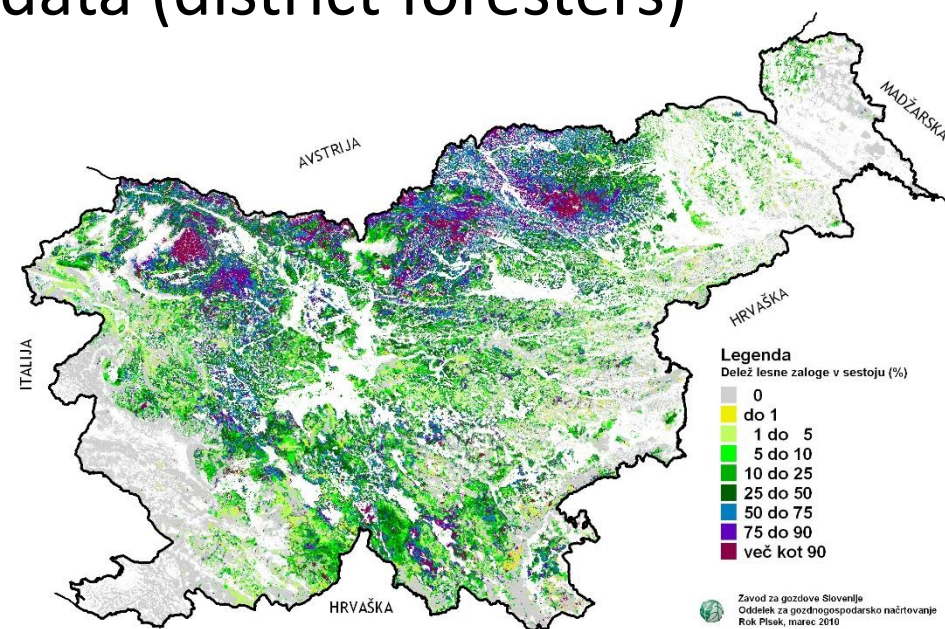 data (district foresters)
AVSTRIJA
MADŽARSKA
HRVAŠKA
ITALIJA
HRVAŠKA
Legenda
Delež lesne zaloge v sestoju (%)
0
do 1
1 do 5
5 do 10
10 do 25
25 do 50
50 do 75
75 do 90
več kot 90
Zavod za gozdove Slovenije
Oddelek za gozdnogospodarsko načrtovanje
Rok Pisek, marec 2010